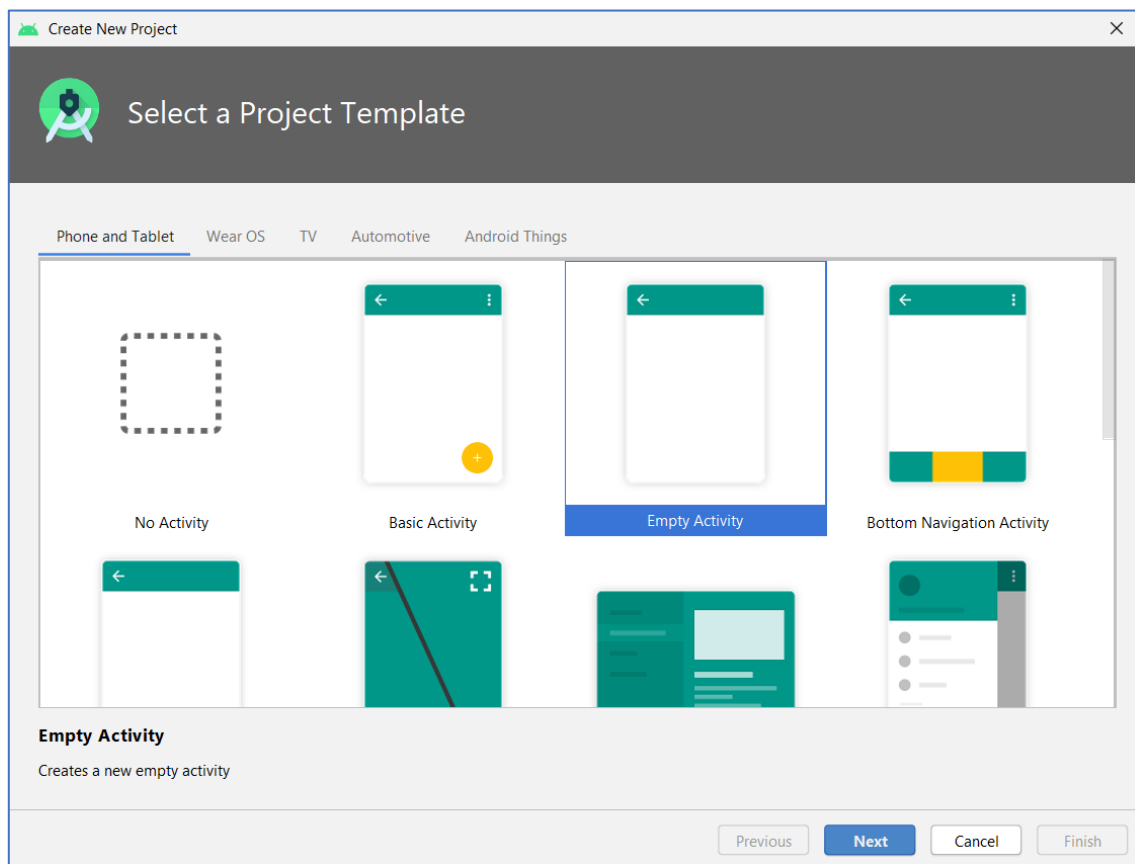 Create New Project
Select a Project Template
Phone and Tablet Wear OS TV Automotive Android Things
No Activity Basic Activity Empty Activity Bottom Navigation Activity
Empty Activity
Creates a new empty activity
Previous Next Cancel Finish